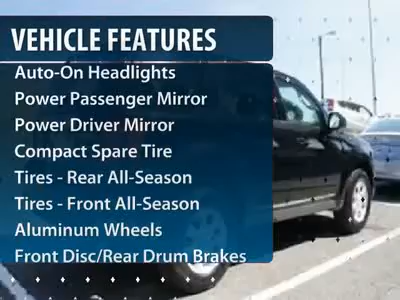 VEHICLE FEATURES
Auto-On Headlights
Power Passenger Mirror
Power Driver Mirror
Compact Spare Tire
Tires - Rear All-Season
Tires - Front All-Season
Aluminum Wheels
Front Disc/Rear Drum Brakes